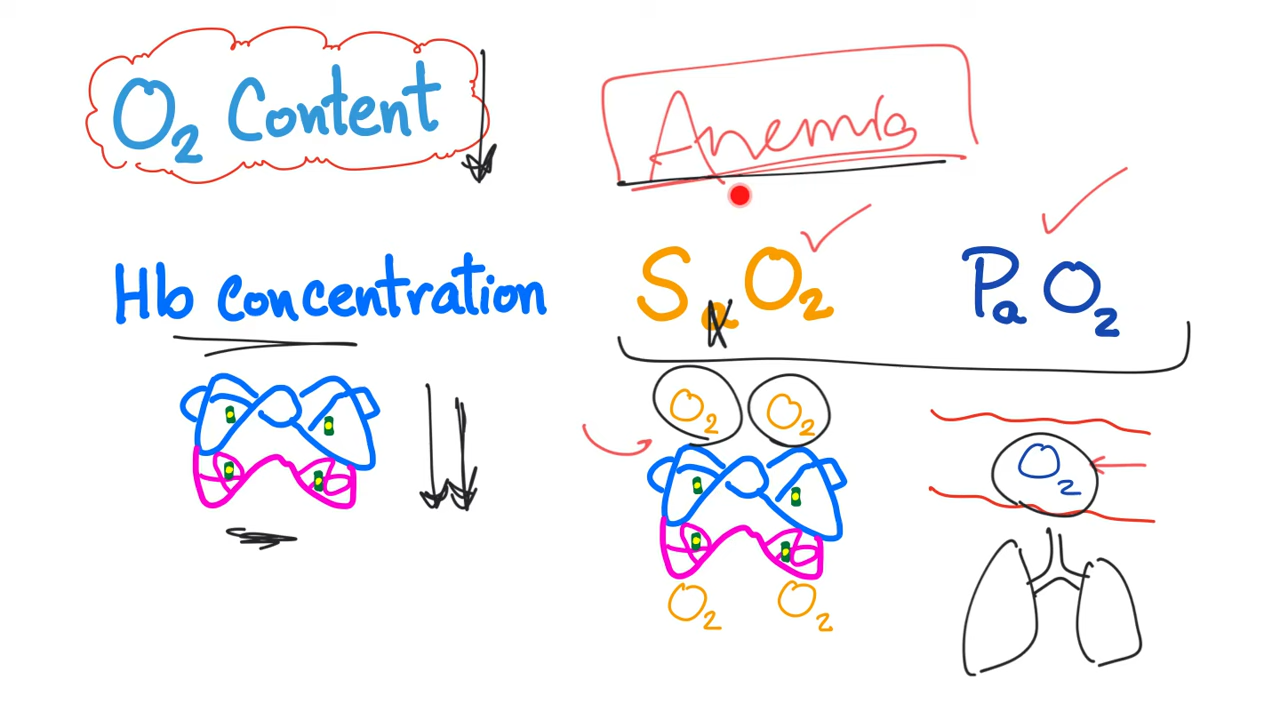 O2 Content
Anemia
Hb concentration
SaO2
PaO2
O2 O2
O2
O2 O2